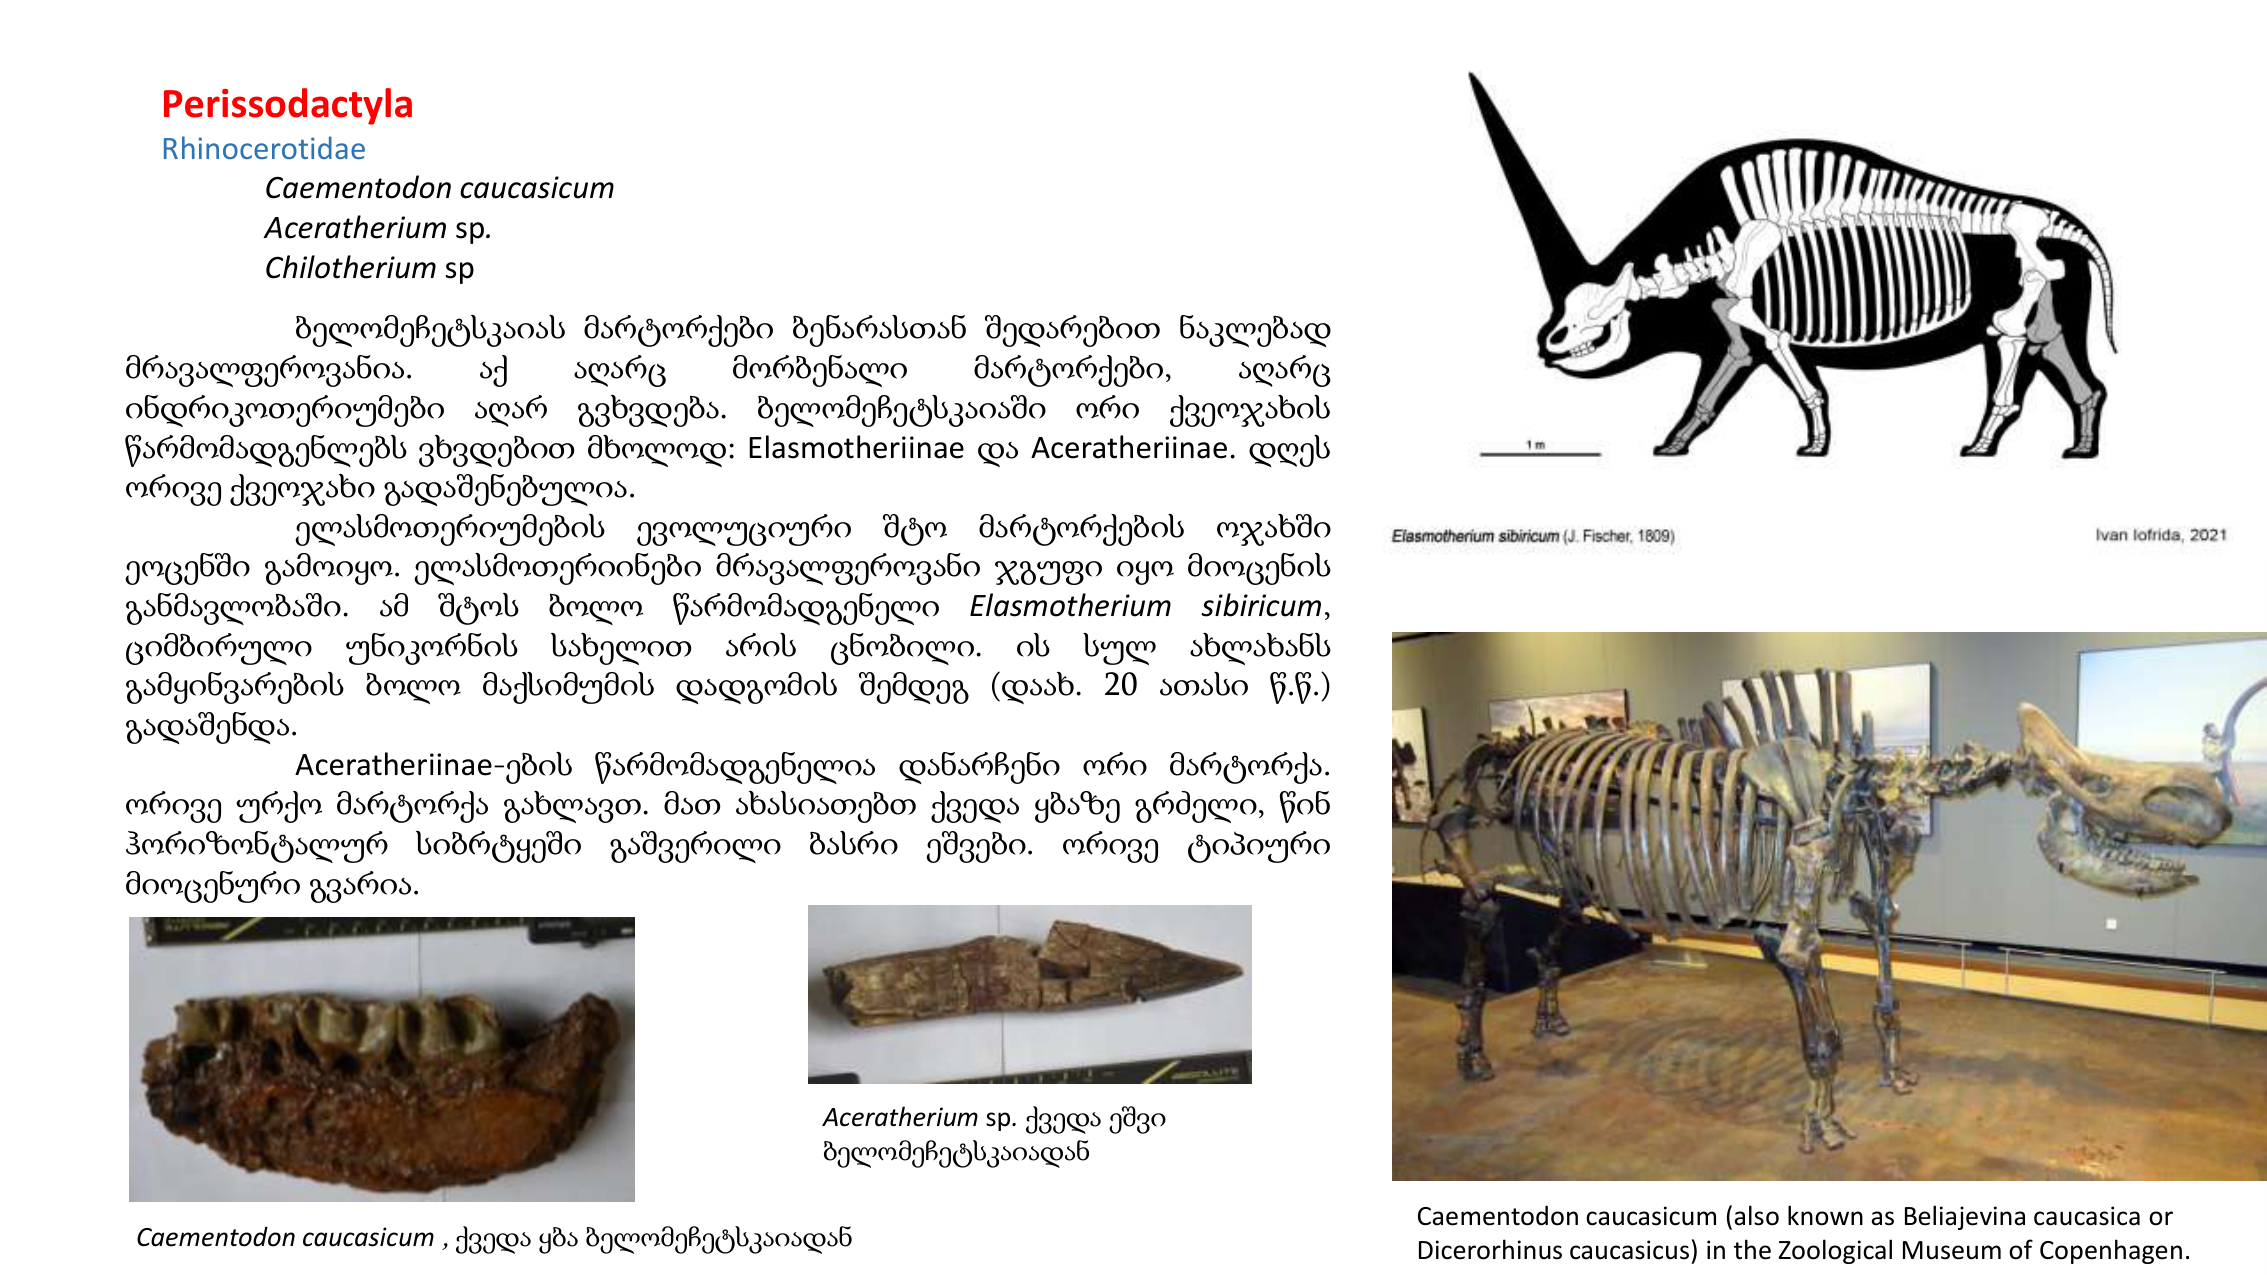 Perissodactyla
Rhinocerotidae
Caementodon caucasicum
Aceratherium sp.
Chilotherium sp
ბელომეჩეტსკაიას მარტორქები ბენარასთან შედარებით ნაკლებად
მრავალფეროვანია. აქ აღარც მორბენალი მარტორქები, აღარც
ინდრიკოთერიუმები აღარ გვხვდება. ბელომეჩეტსკაიაში ორი ქვეოჯახის
წარმომადგენლებს ვხვდებით მხოლოდ: Elasmotheriinae და Aceratheriinae. დღეს
ორივე ქვეოჯახი გადაშენებულია.
ელასმოთერიუმების ევოლუციური შტო მარტორქების ოჯახში
ეოცენში გამოიყო. ელასმოთერიინები მრავალფეროვანი ჯგუფი იყო მიოცენის
განმავლობაში. ამ შტოს ბოლო წარმომადგენელი Elasmotherium sibiricum,
ციმბირული უნიკორნის სახელით არის ცნობილი. ის სულ ახლახანს
გამყინვარების ბოლო მაქსიმუმის დადგომის შემდეგ (დაახ. 20 ათასი წ.წ.)
გადაშენდა.
Aceratheriinae-ების წარმომადგენელია დანარჩენი ორი მარტორქა.
ორივე ურქო მარტორქა გახლავთ. მათ ახასიათებთ ქვედა ყბაზე გრძელი, წინ
ჰორიზონტალურ სიბრტყეში გაშვერილი ბასრი ეშვები. ორივე ტიპიური
მიოცენური გვარია.
1 m
Elasmotherium sibiricum (J. Fischer, 1809)
Ivan Iofrida, 2021
ABSOLUTE
Aceratherium sp. ქვედა ეშვი
ბელომეჩეტსკაიადან
Caementodon caucasicum , ქვედა ყბა ბელომეჩეტსკაიადან
Caementodon caucasicum (also known as Beliajevina caucasica or
Dicerorhinus caucasicus) in the Zoological Museum of Copenhagen.